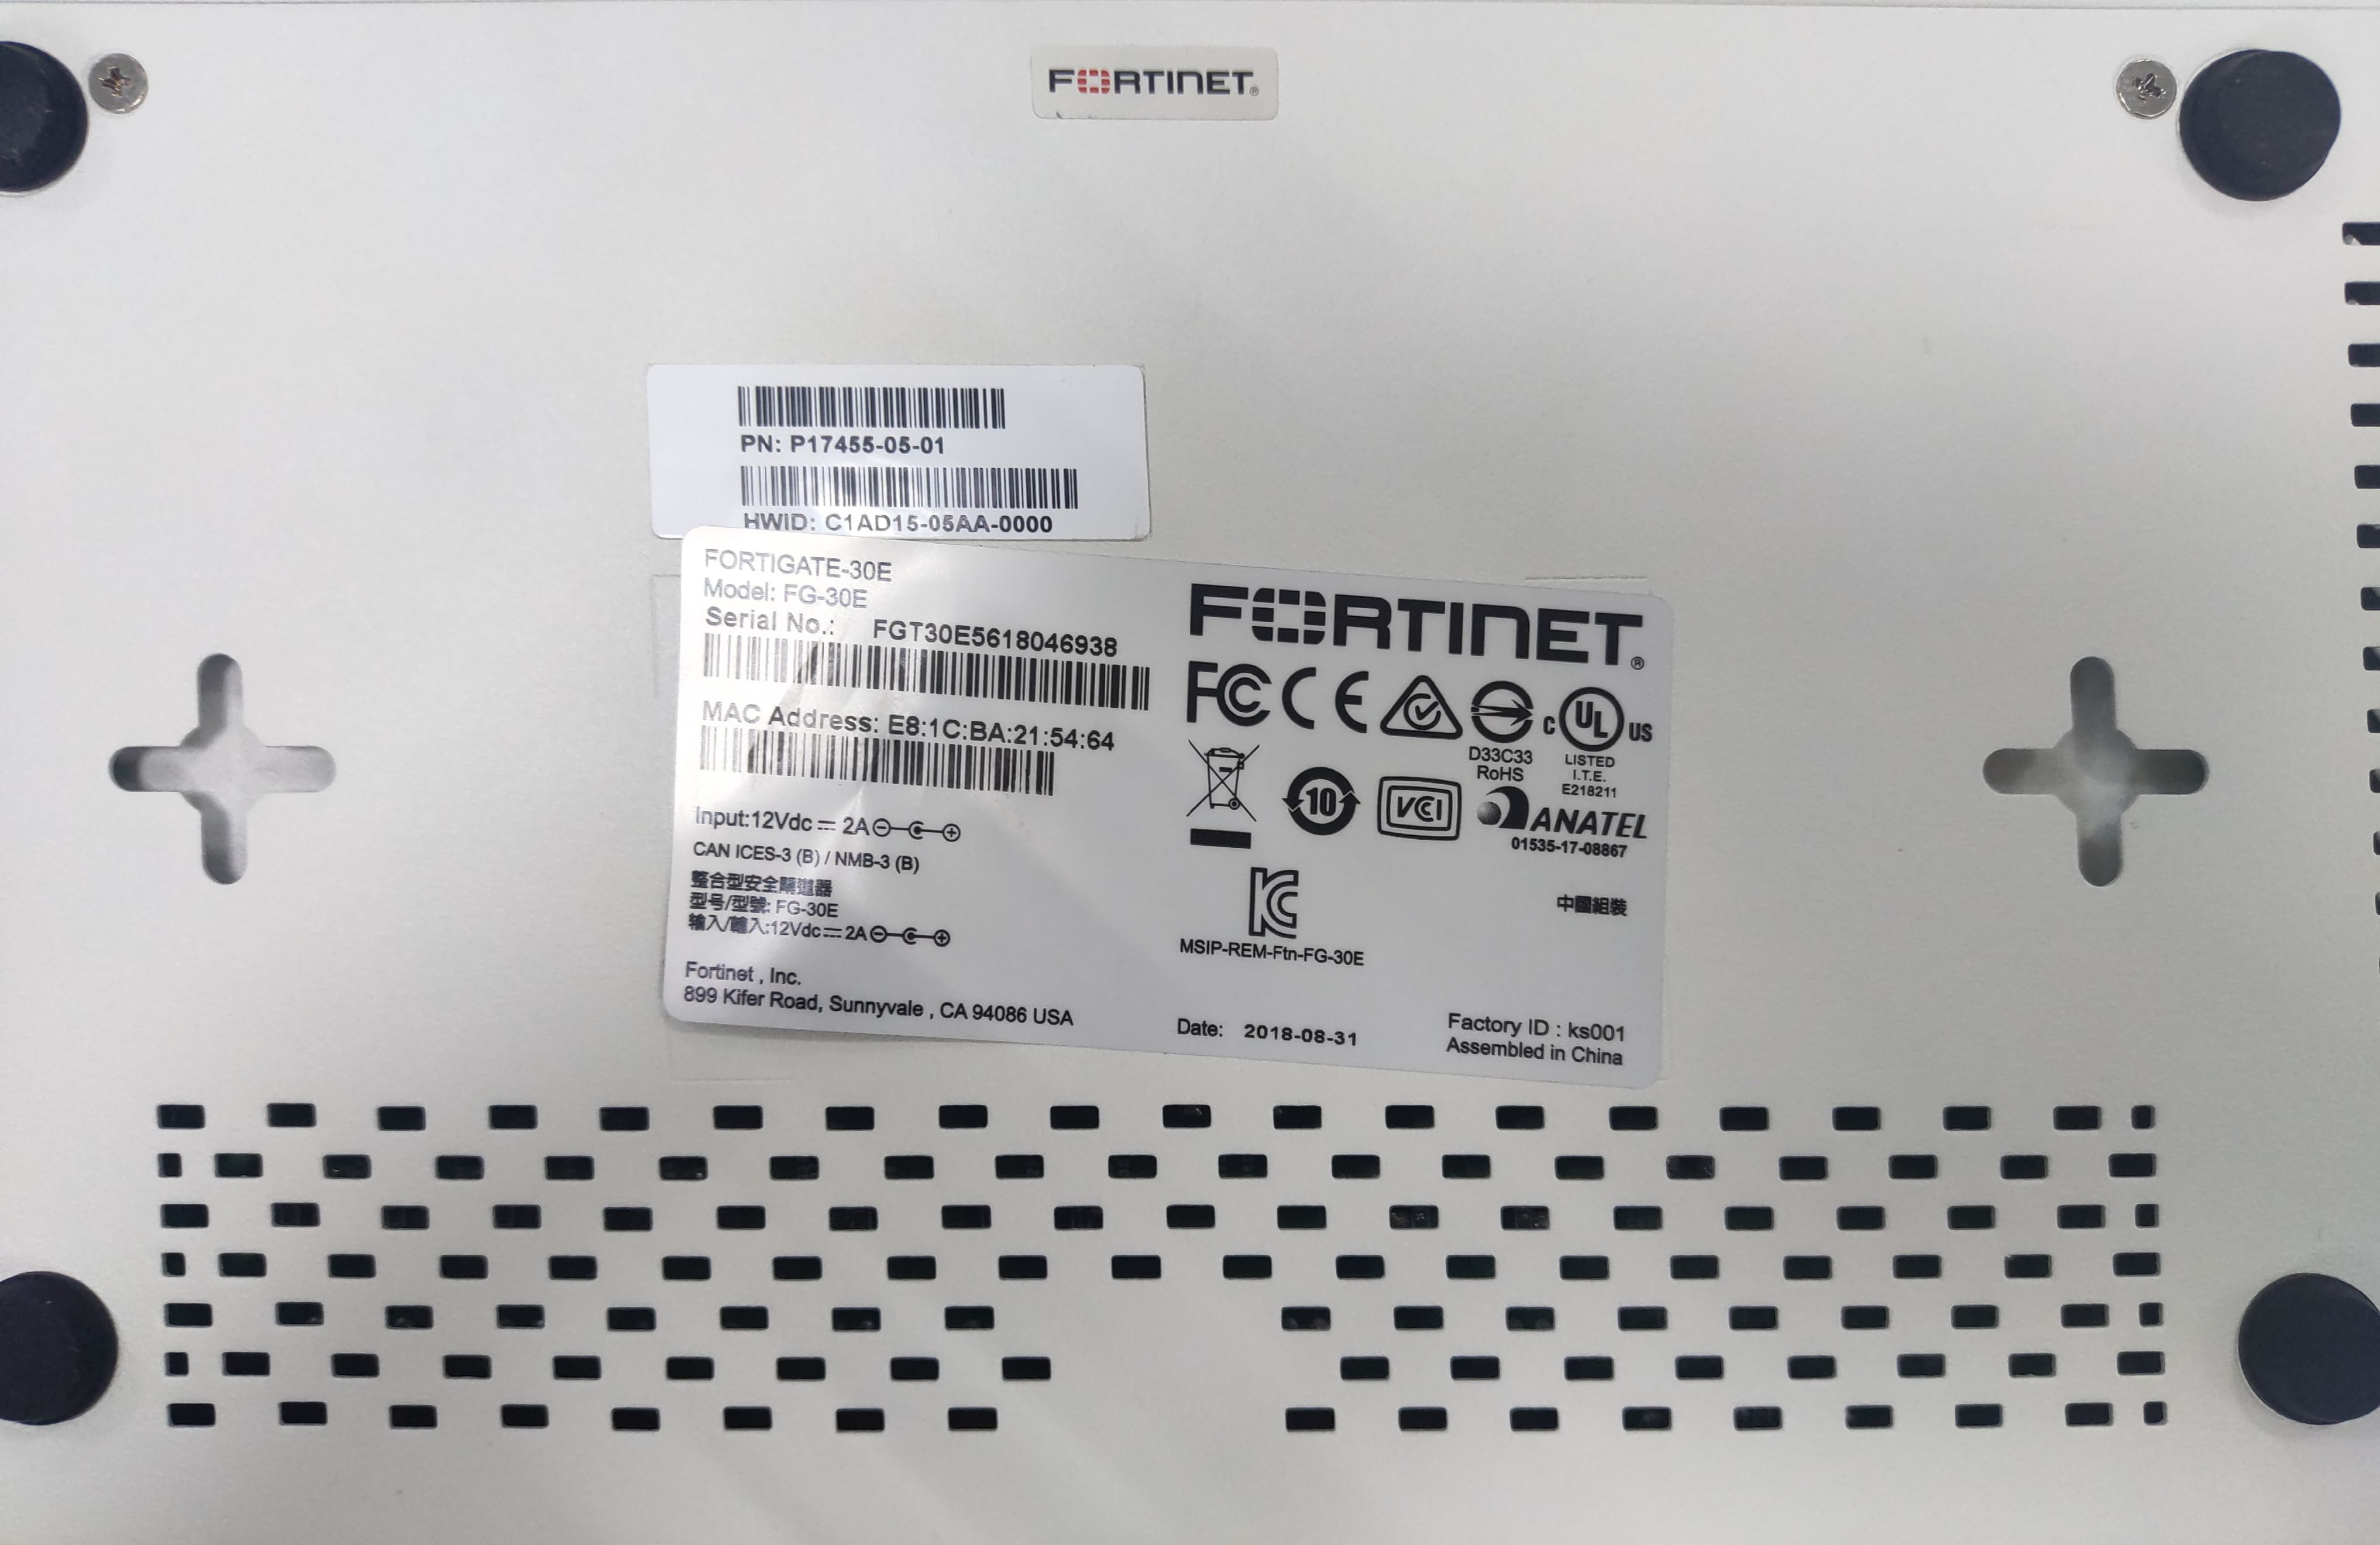 FORTINET®
PN: P17455-05-01
HWID: C1AD15-05AA-0000
FORTIGATE-30E
Model: FG-30E
Serial No.: FGT30E5618046938
MAC Address: E8:1C:BA:21:54:64
Input:12Vdc ⎓ 2A
CAN ICES-3 (B) / NMB-3 (B)
整合型安全閘道器
型号/型號: FG-30E
输入/輸入:12Vdc ⎓ 2A
Fortinet , Inc.
899 Kifer Road, Sunnyvale , CA 94086 USA
FORTINET®
FC CE
D33C33
RoHS
C UL US
LISTED
I.T.E.
E218211
10
VCI
ANATEL
01535-17-08867
KC
MSIP-REM-Ftn-FG-30E
中國組裝
Date: 2018-08-31
Factory ID : ks001
Assembled in China